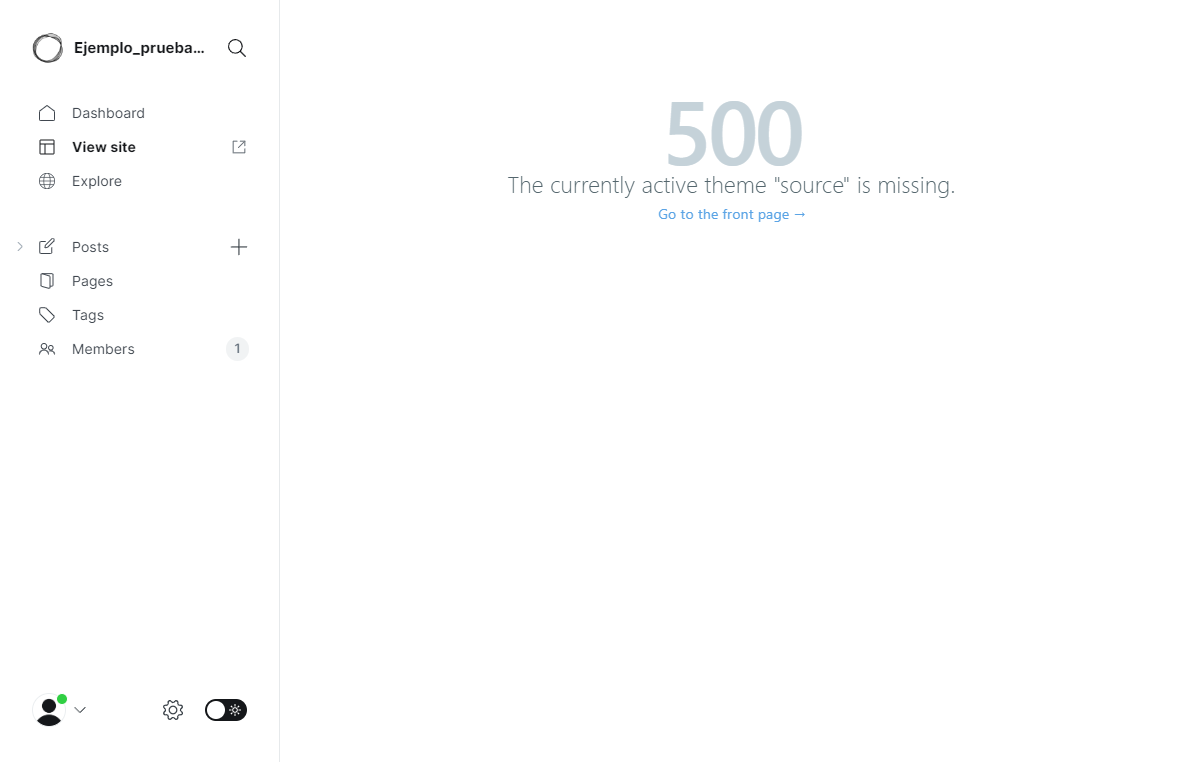 Ejemplo_prueba...
Dashboard
View site
Explore
Posts
Pages
Tags
Members 1
500
The currently active theme "source" is missing.
Go to the front page →